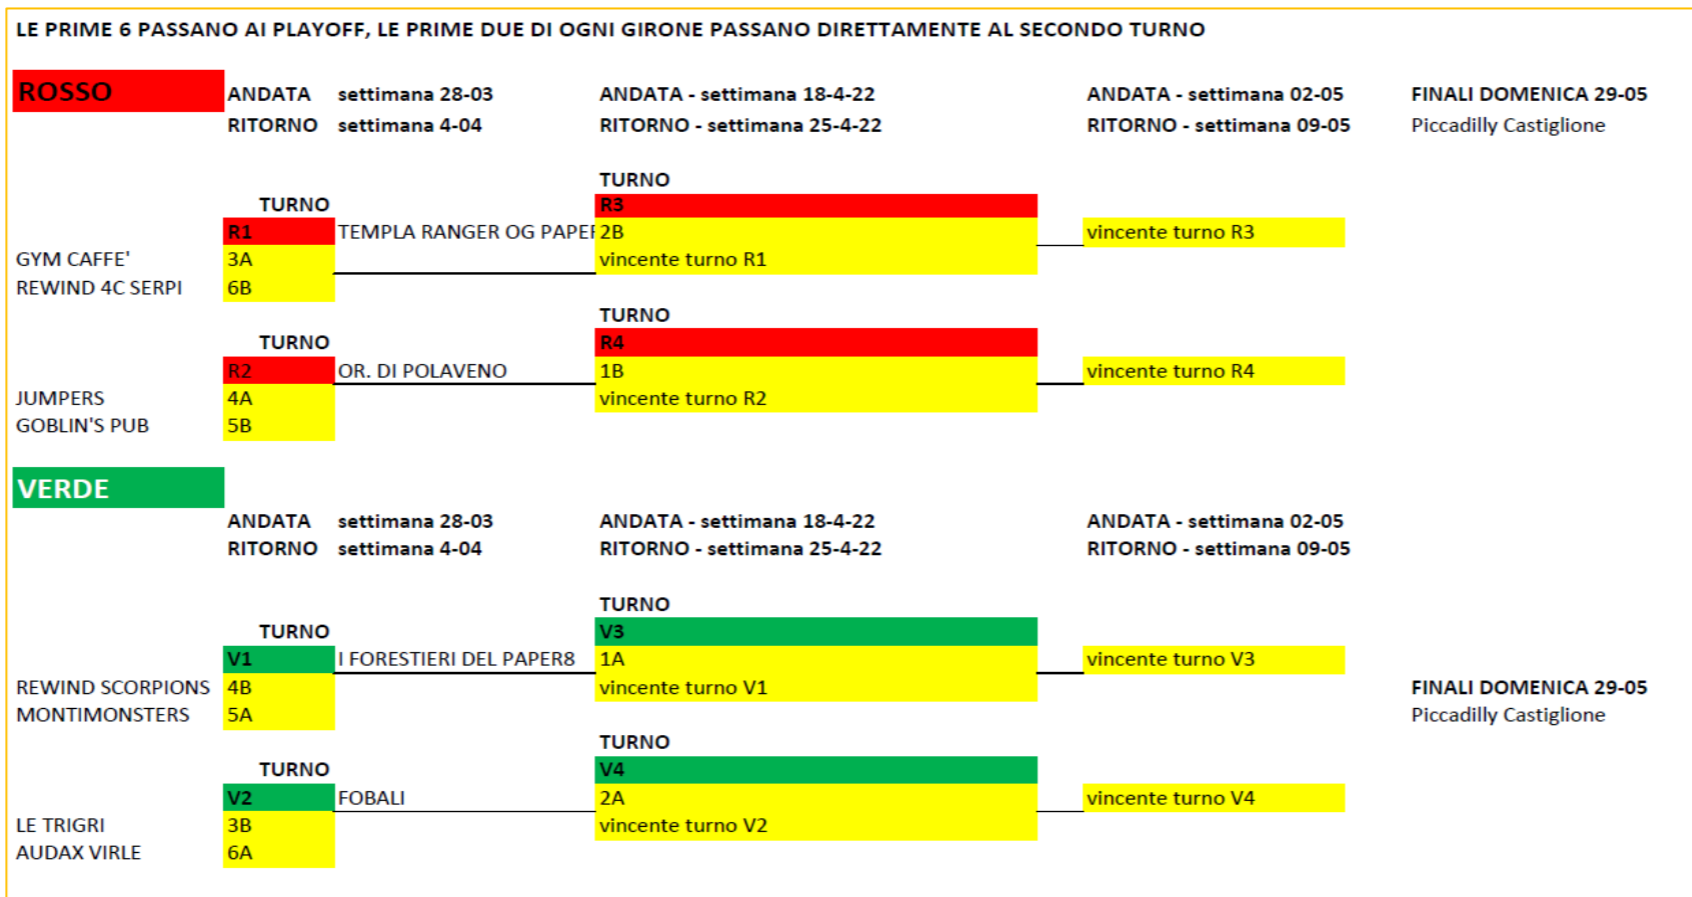 LE PRIME 6 PASSANO AI PLAYOFF, LE PRIME DUE DI OGNI GIRONE PASSANO DIRETTAMENTE AL SECONDO TURNO
ROSSO
ANDATA settimana 28-03 ANDATA - settimana 18-4-22 ANDATA - settimana 02-05 FINALI DOMENICA 29-05
RITORNO settimana 4-04 RITORNO - settimana 25-4-22 RITORNO - settimana 09-05 Piccadilly Castiglione
TURNO
TURNO R3
R1 TEMPLA RANGER OG PAPER 2B vincente turno R3
GYM CAFFE' 3A vincente turno R1
REWIND 4C SERPI 6B
TURNO
TURNO R4
R2 OR. DI POLAVENO 1B vincente turno R4
JUMPERS 4A vincente turno R2
GOBLIN'S PUB 5B
VERDE
ANDATA settimana 28-03 ANDATA - settimana 18-4-22 ANDATA - settimana 02-05
RITORNO settimana 4-04 RITORNO - settimana 25-4-22 RITORNO - settimana 09-05
TURNO
TURNO V3
V1 I FORESTIERI DEL PAPER8 1A vincente turno V3
REWIND SCORPIONS 4B vincente turno V1 FINALI DOMENICA 29-05
MONTIMONSTERS 5A Piccadilly Castiglione
TURNO
TURNO V4
V2 FOBALI 2A vincente turno V4
LE TRIGRI 3B vincente turno V2
AUDAX VIRLE 6A